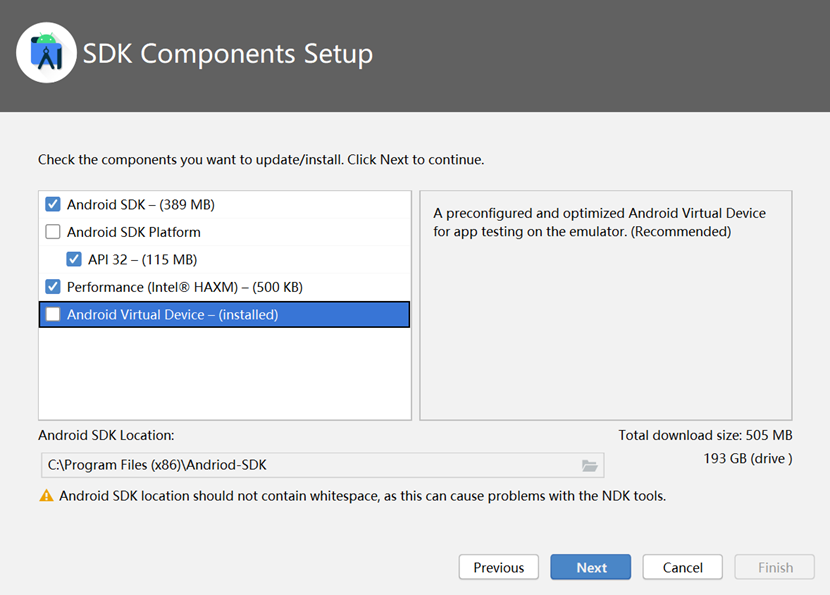 SDK Components Setup
Check the components you want to update/install. Click Next to continue.
Android SDK – (389 MB)
Android SDK Platform
API 32 – (115 MB)
Performance (Intel® HAXM) – (500 KB)
Android Virtual Device – (installed)
A preconfigured and optimized Android Virtual Device
for app testing on the emulator. (Recommended)
Android SDK Location:
Total download size: 505 MB
C:\Program Files (x86)\Andriod-SDK
193 GB (drive )
Android SDK location should not contain whitespace, as this can cause problems with the NDK tools.
Previous
Next
Cancel
Finish